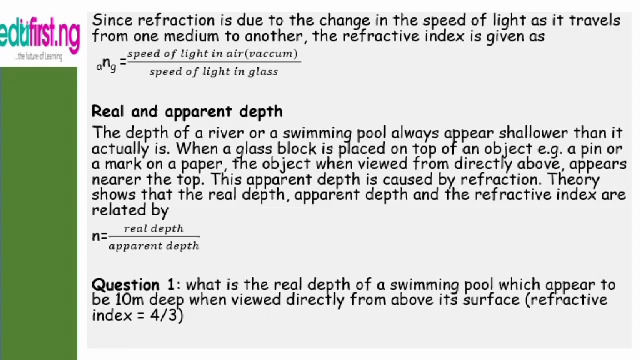 edufirst.ng
...the future of Learning
Since refraction is due to the change in the speed of light as it travels
from one medium to another, the refractive index is given as
ₐn₉ = speed of light in air(vaccum)
speed of light in glass
Real and apparent depth
The depth of a river or a swimming pool always appear shallower than it
actually is. When a glass block is placed on top of an object e.g. a pin or
a mark on a paper, the object when viewed from directly above, appears
nearer the top. This apparent depth is caused by refraction. Theory
shows that the real depth, apparent depth and the refractive index are
related by
n= real depth
apparent depth
Question 1: what is the real depth of a swimming pool which appear to
be 10m deep when viewed directly from above its surface (refractive
index = 4/3)